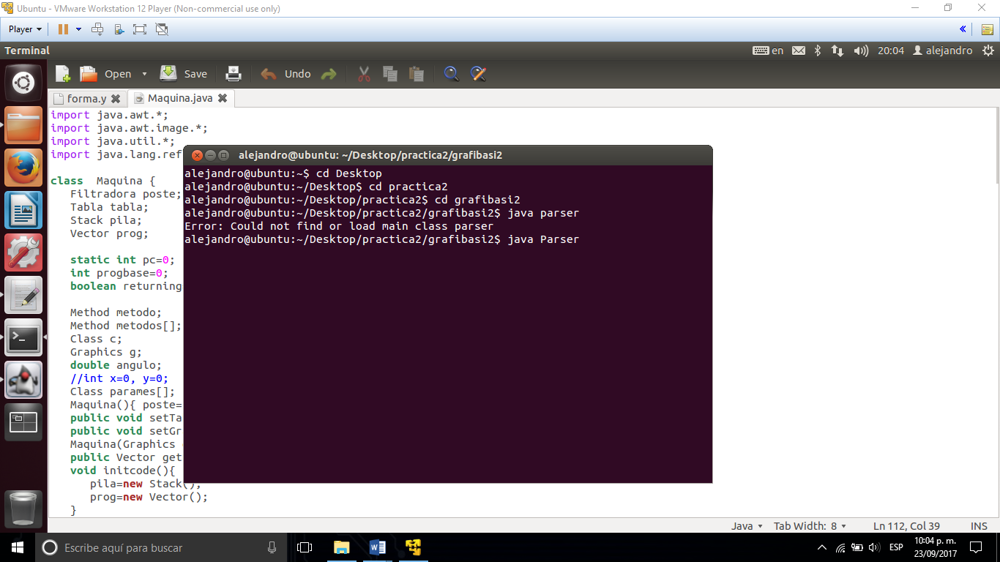 Ubuntu - VMware Workstation 12 Player (Non-commercial use only)
Player
Terminal
en
20:04
alejandro
Open
Save
Undo
forma.y
Maquina.java
import java.awt.*;
import java.awt.image.*;
import java.util.*;
import java.lang.ref
class  Maquina {
Filtradora poste;
Tabla tabla;
Stack pila;
Vector prog;
static int pc=0;
int progbase=0;
boolean returning
Method metodo;
Method metodos[];
Class c;
Graphics g;
double angulo;
//int x=0, y=0;
Class parames[];
Maquina(){ poste=
public void setTa
public void setGr
Maquina(Graphics
public Vector get
void initcode(){
pila=new Stack();
prog=new Vector();
}
alejandro@ubuntu: ~/Desktop/practica2/grafibasi2
alejandro@ubuntu:~$ cd Desktop
alejandro@ubuntu:~/Desktop$ cd practica2
alejandro@ubuntu:~/Desktop/practica2$ cd grafibasi2
alejandro@ubuntu:~/Desktop/practica2/grafibasi2$ java parser
Error: Could not find or load main class parser
alejandro@ubuntu:~/Desktop/practica2/grafibasi2$ java Parser
Java
Tab Width: 8
Ln 112, Col 39
INS
Escribe aquí para buscar
ESP
10:04 p. m.
23/09/2017